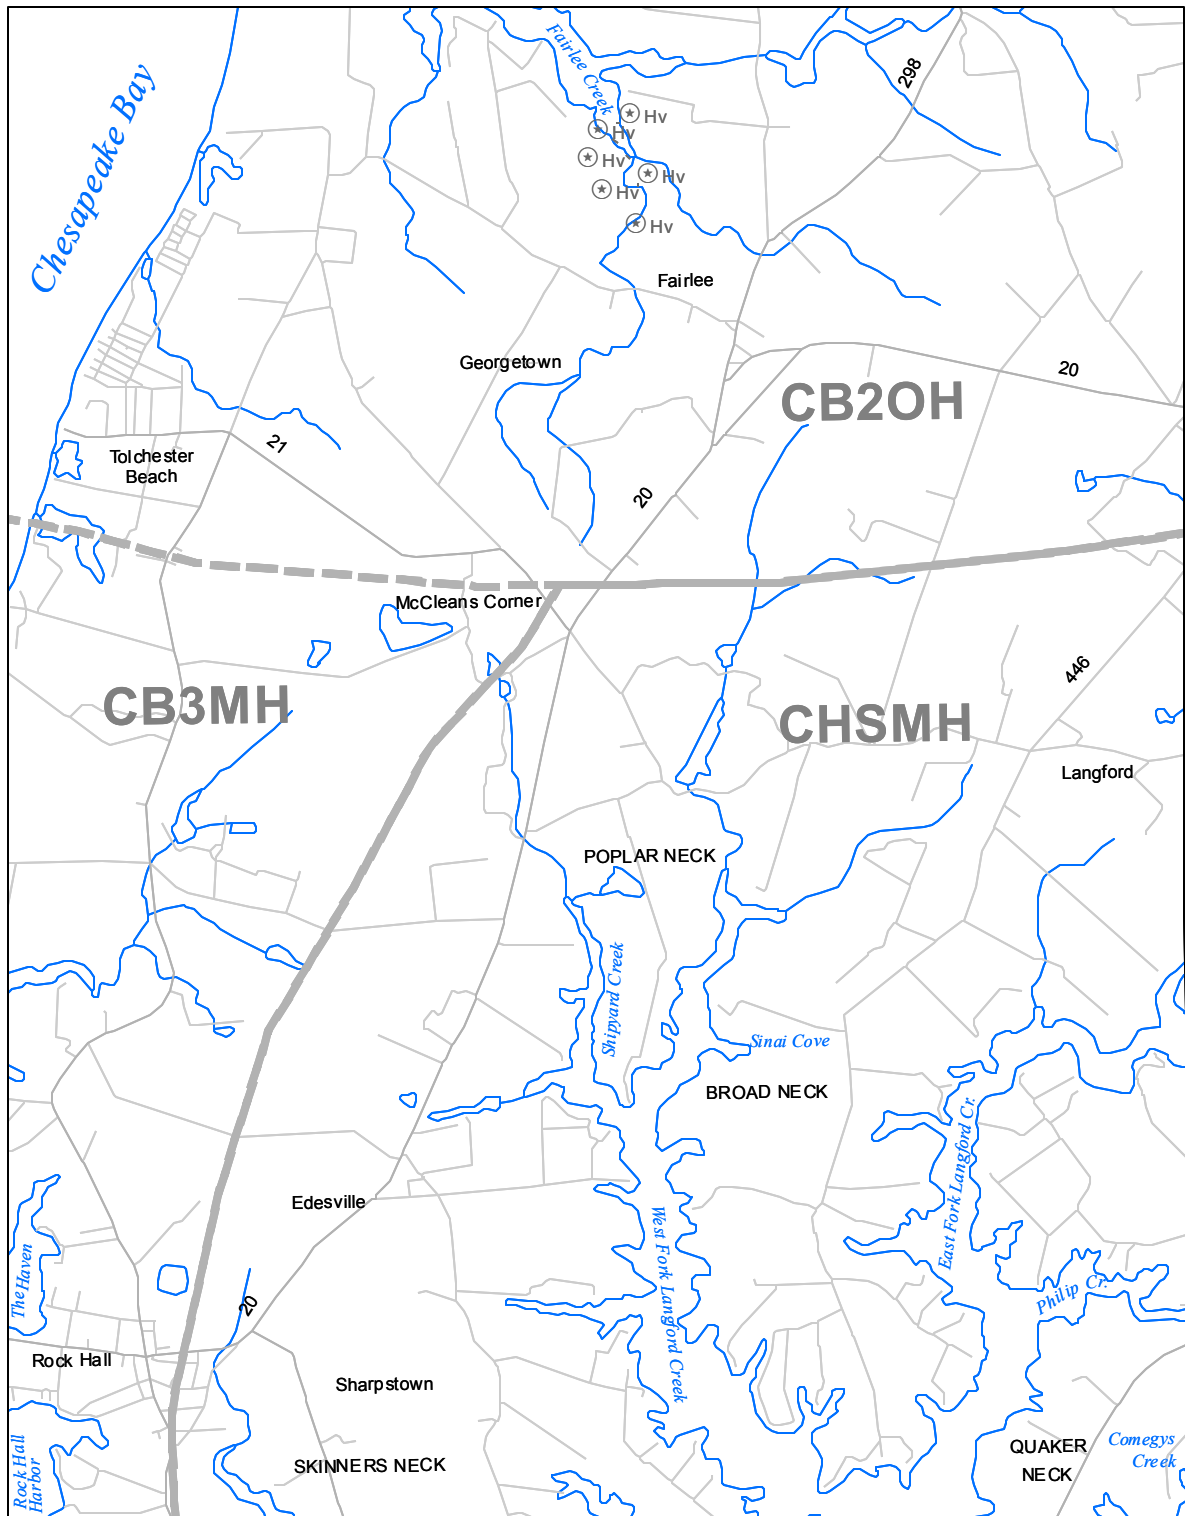 Fairlee Creek
298
Chesapeake Bay
Hv
Hv
Hv
Hv
Hv
Hv
Fairlee
Georgetown
20
CB2OH
21
Tolchester
Beach
20
McCleans Corner
446
CB3MH
CHSMH
Langford
POPLAR NECK
Shipyard Creek
Sinai Cove
BROAD NECK
East Fork Langford Cr.
Edesville
West Fork Langford Creek
The Haven
Philip Cr.
20
Rock Hall
Sharpstown
Rock Hall
Harbor
SKINNERS NECK
QUAKER
NECK
Comegys
Creek